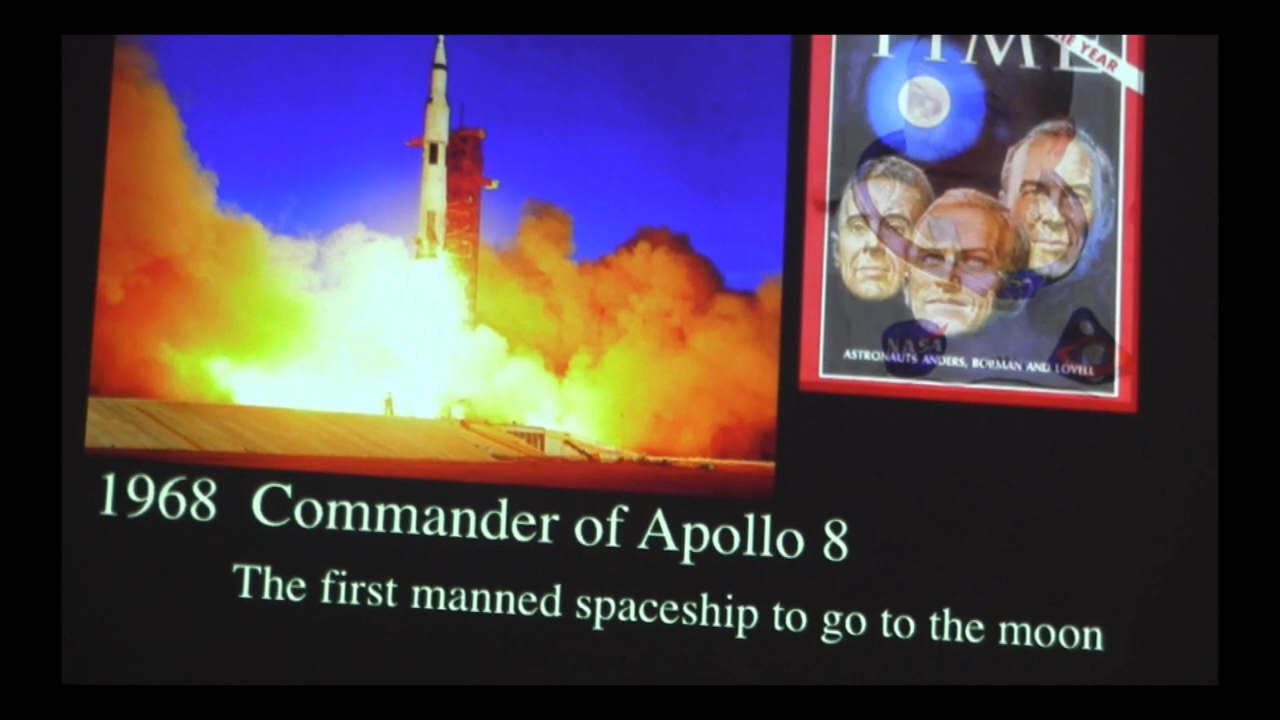 TIME
THE YEAR
NASA
ASTRONAUTS ANDERS, BORMAN AND LOVELL
1968 Commander of Apollo 8
The first manned spaceship to go to the moon